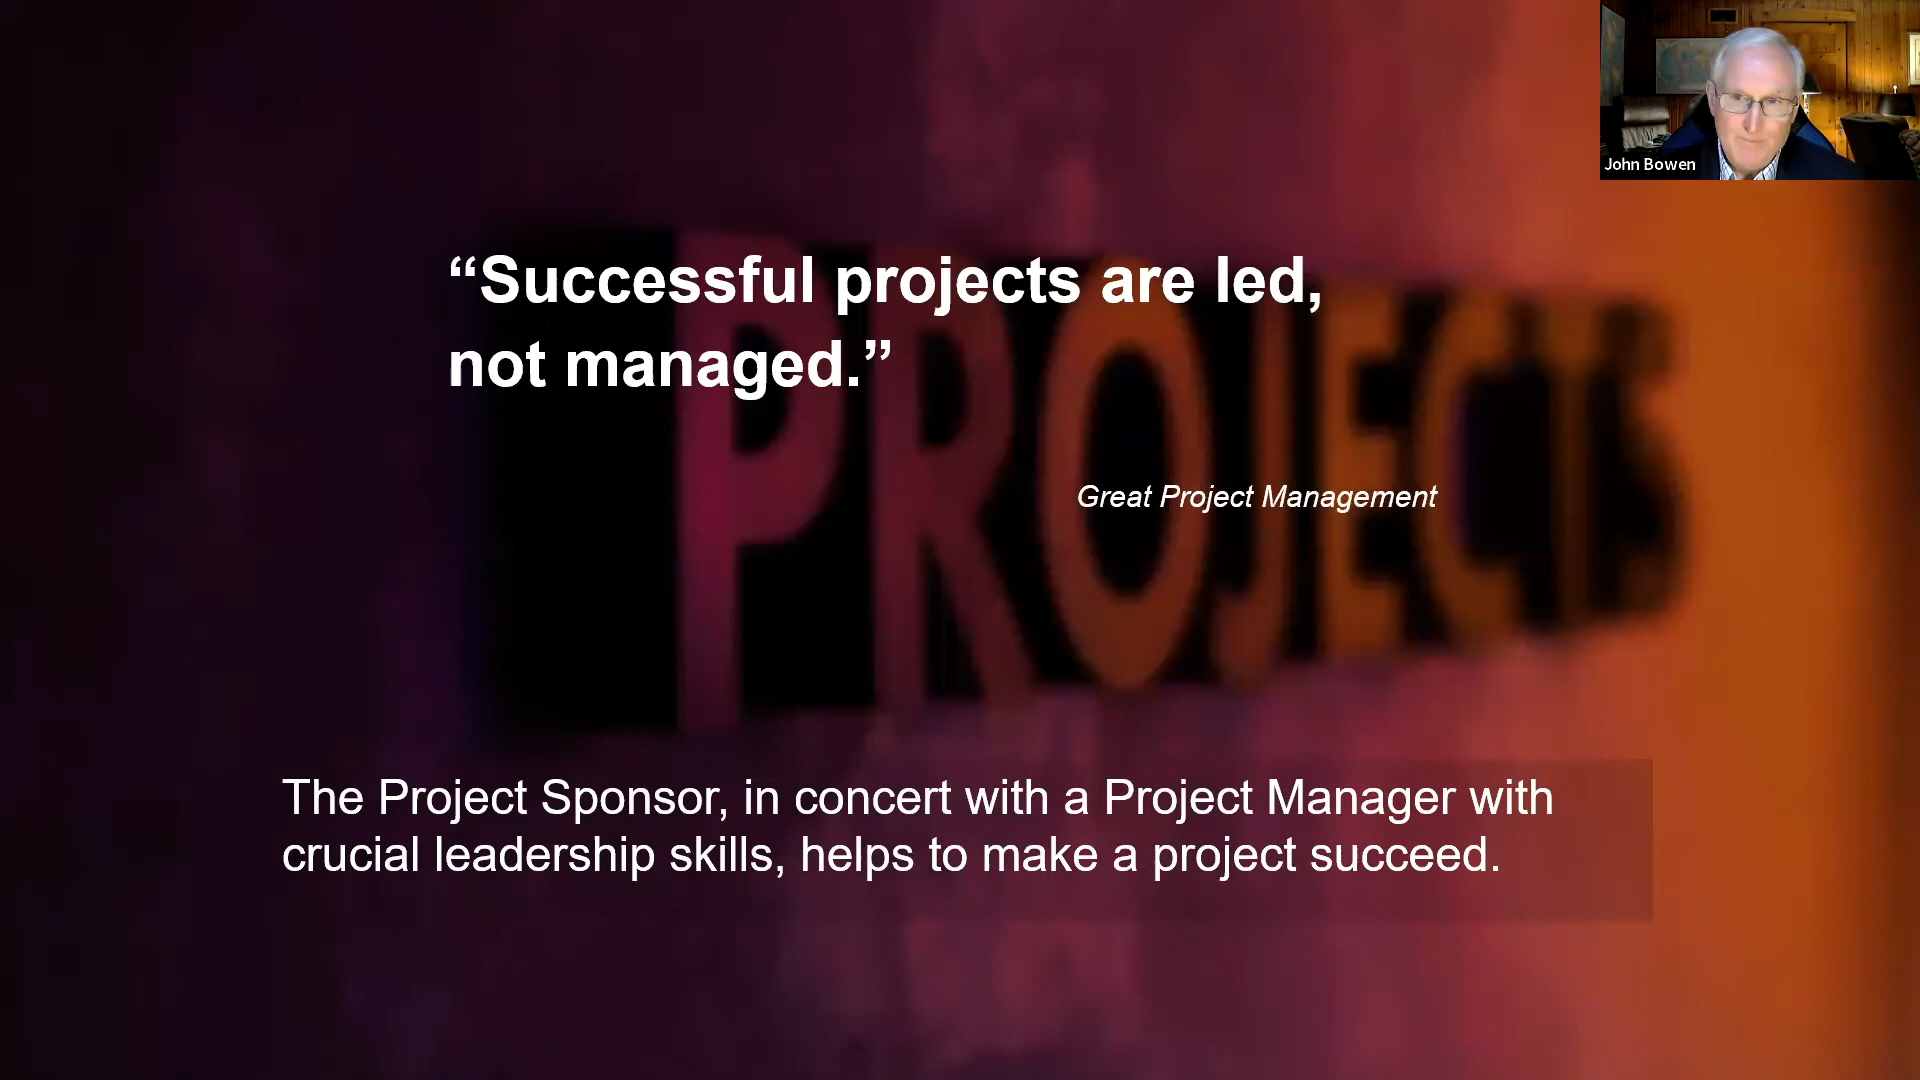 John Bowen
“Successful projects are led,
not managed.”
Great Project Management
PROJECTS
The Project Sponsor, in concert with a Project Manager with
crucial leadership skills, helps to make a project succeed.